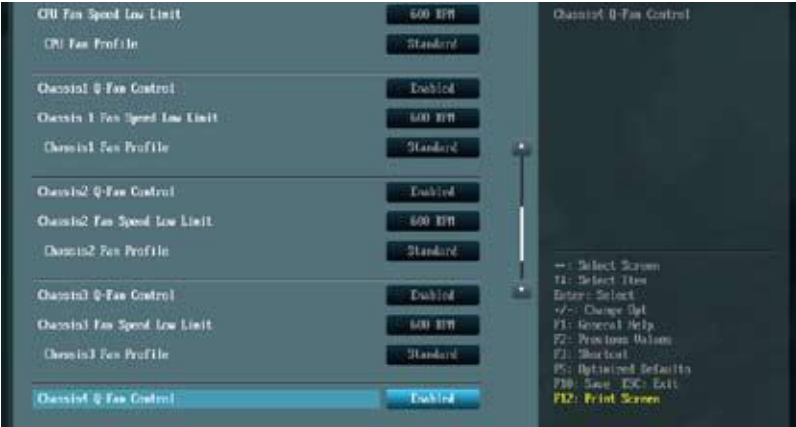 CPU Fan Speed Low Limit 600 RPM
CPU Fan Profile Standard
Chassis1 Q-Fan Control Enabled
Chassis 1 Fan Speed Low Limit 600 RPM
Chassis1 Fan Profile Standard
Chassis2 Q-Fan Control Enabled
Chassis2 Fan Speed Low Limit 600 RPM
Chassis2 Fan Profile Standard
Chassis3 Q-Fan Control Enabled
Chassis3 Fan Speed Low Limit 600 RPM
Chassis3 Fan Profile Standard
Chassis4 Q-Fan Control Enabled
Chassis4 Q-Fan Control
→←: Select Screen
↑↓: Select Item
Enter: Select
+/-: Change Opt
F1: General Help
F2: Previous Values
F3: Shortcut
F5: Optimized Defaults
F10: Save ESC: Exit
F12: Print Screen